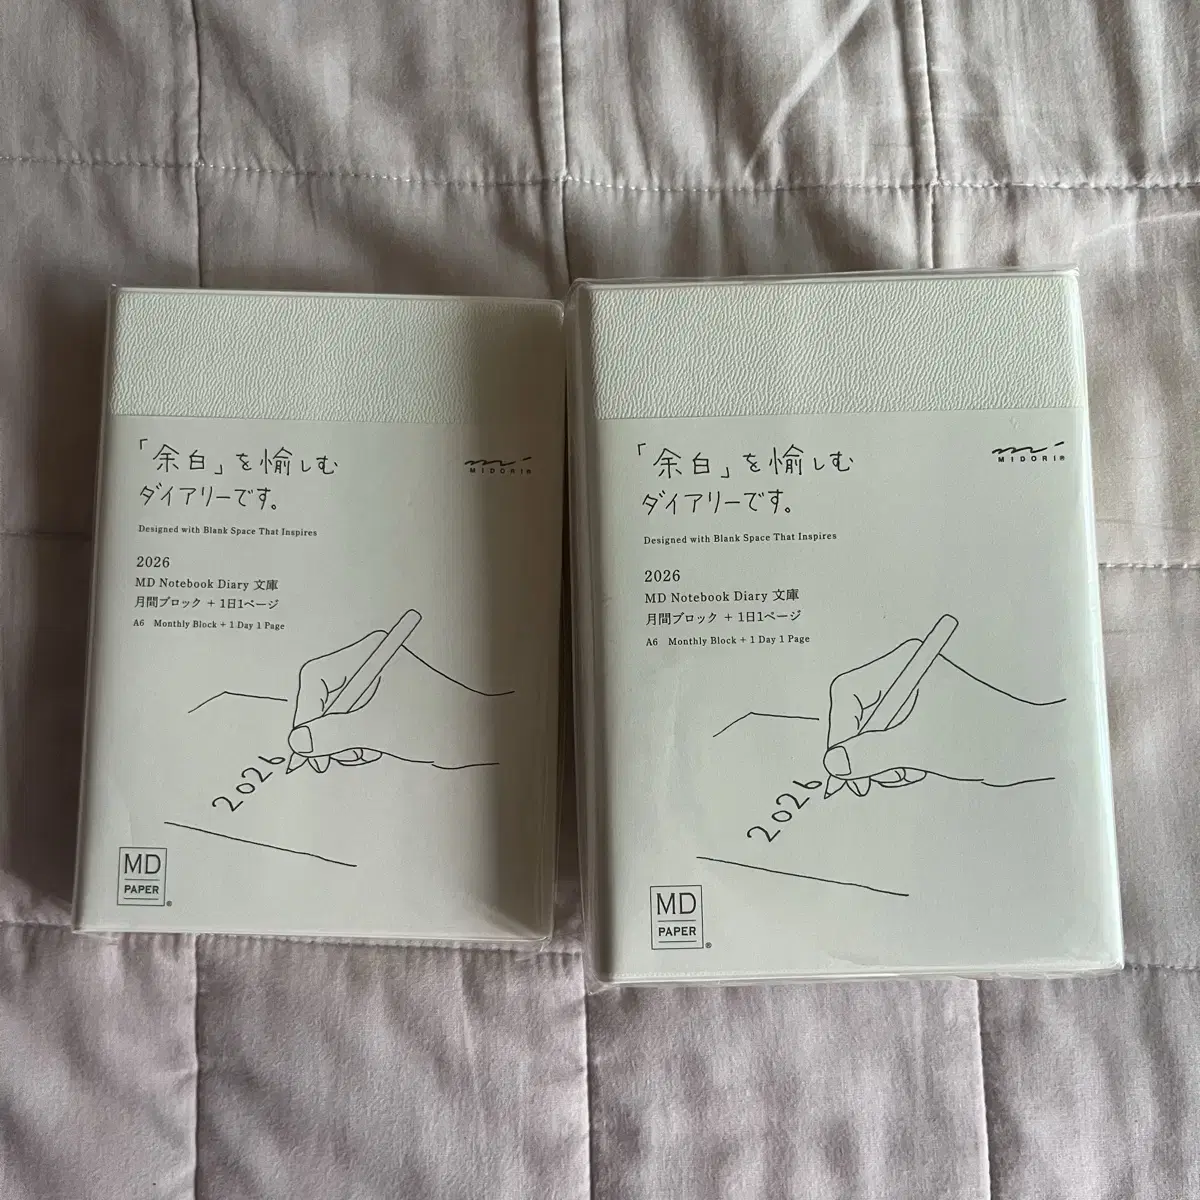 「余白」を愉しむ
ダイアリーです。
MIDORI®
Designed with Blank Space That Inspires
2026
MD Notebook Diary 文庫
月間ブロック + 1日1ページ
A6 Monthly Block + 1 Day 1 Page
2026
MD
PAPER®
「余白」を愉しむ
ダイアリーです。
MIDORI®
Designed with Blank Space That Inspires
2026
MD Notebook Diary 文庫
月間ブロック + 1日1ページ
A6 Monthly Block + 1 Day 1 Page
2026
MD
PAPER®